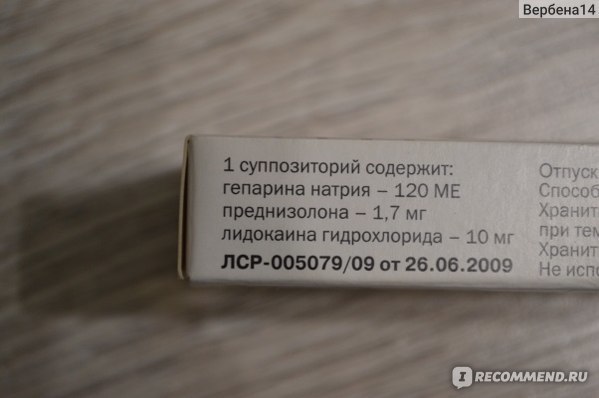 Вербена14
1 суппозиторий содержит:
гепарина натрия – 120 МЕ
преднизолона – 1,7 мг
лидокаина гидрохлорида – 10 мг
ЛСР-005079/09 от 26.06.2009
Отпуск
Способ
Хранит
при тем
Хранит
Не испо
I RECOMMEND.RU